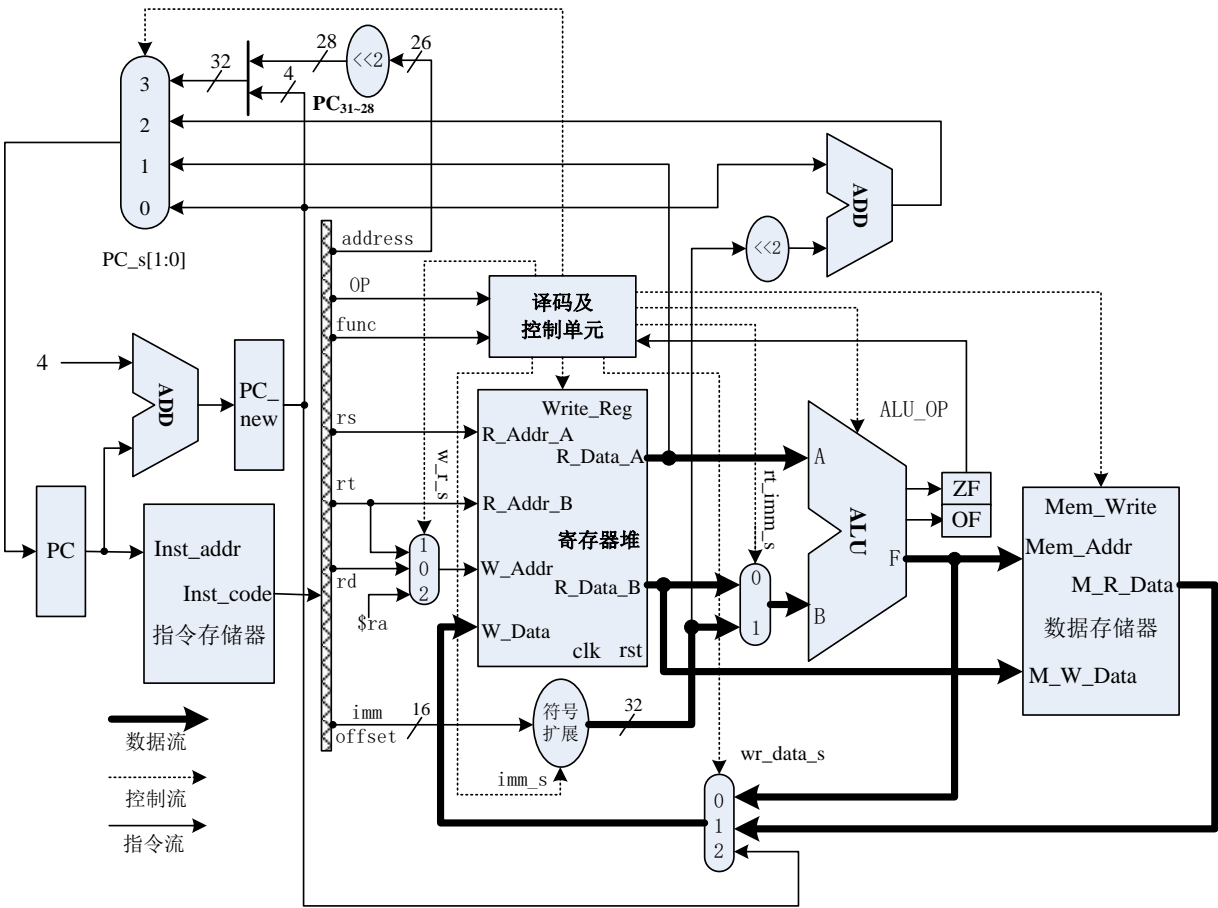 28
<<2
26
32
4
PC31~28
3
2
1
0
PC_s[1:0]
address
OP
func
译码及
控制单元
<<2
ADD
4
ADD
PC_
new
rs
rt
rd
$ra
w_r_s
1
0
2
Write_Reg
R_Addr_A
R_Data_A
R_Addr_B
寄存器堆
W_Addr
R_Data_B
W_Data
clk rst
rt_imm_s
0
1
ALU_OP
A
ALU
F
B
ZF
OF
Mem_Write
Mem_Addr
M_R_Data
数据存储器
M_W_Data
PC
Inst_addr
Inst_code
指令存储器
imm
offset
16
符号
扩展
32
imm_s
wr_data_s
0
1
2
数据流
控制流
指令流